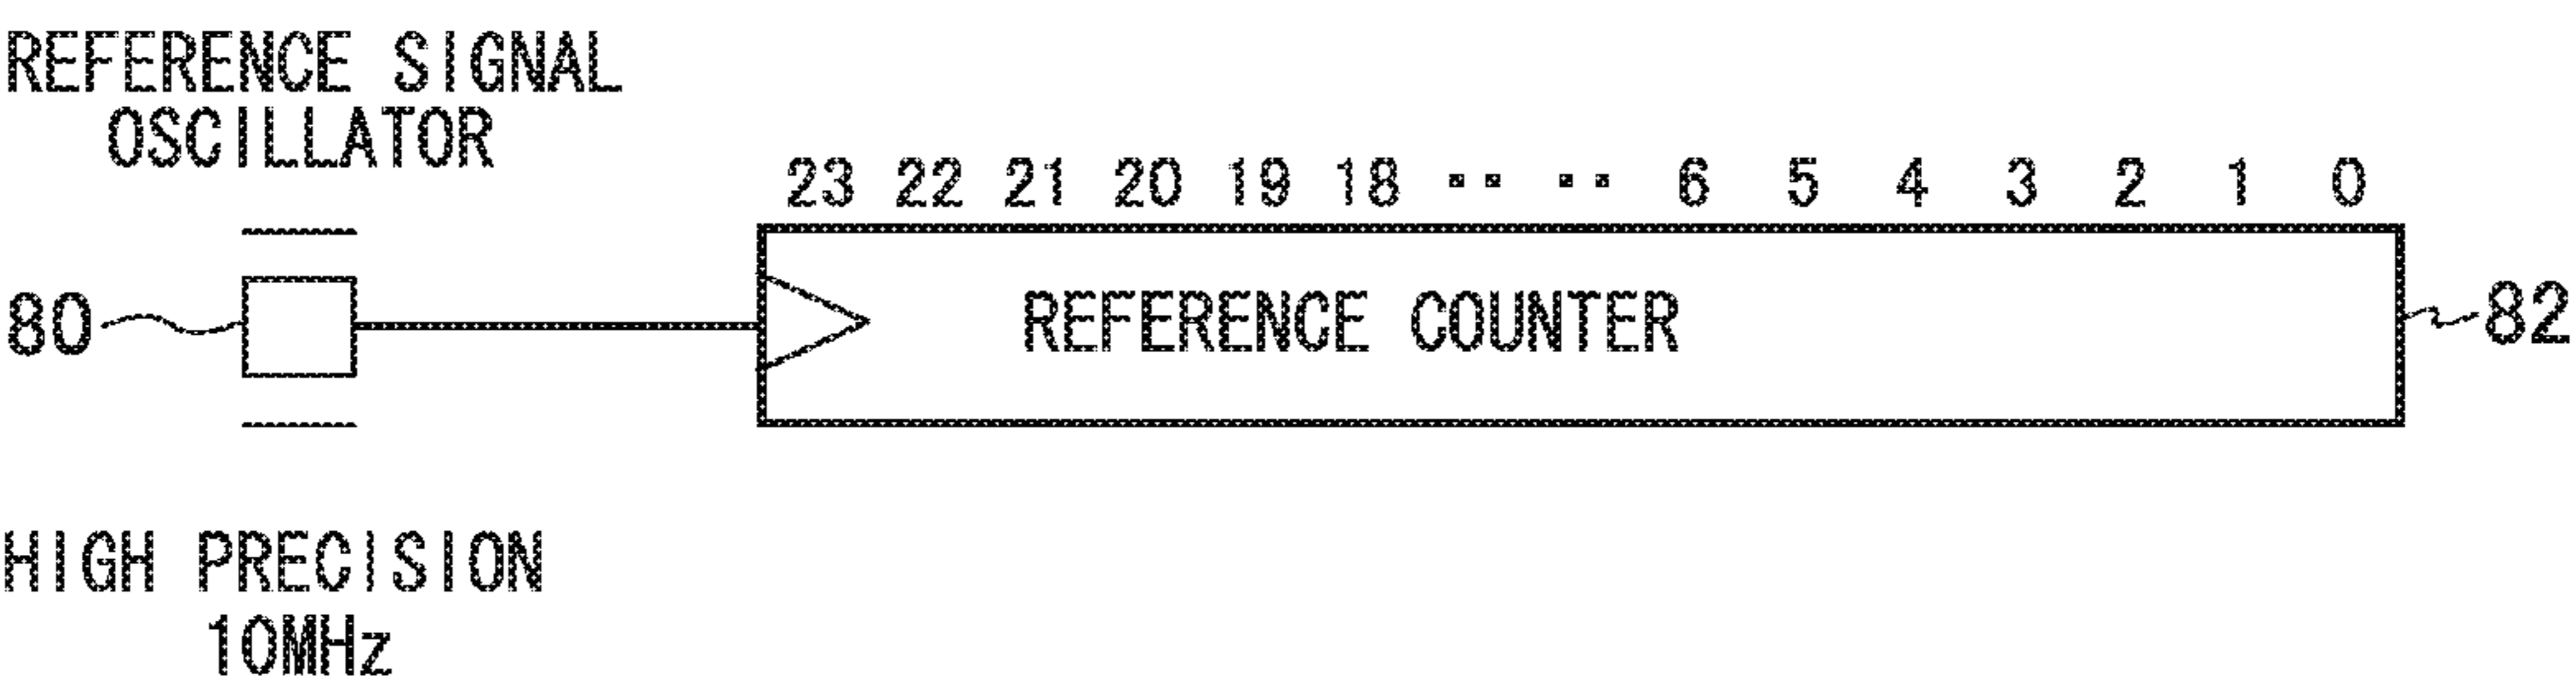 REFERENCE SIGNAL
OSCILLATOR
23 22 21 20 19 18 ‥ ‥ 6 5 4 3 2 1 0
80
REFERENCE COUNTER
82
HIGH PRECISION
10MHz